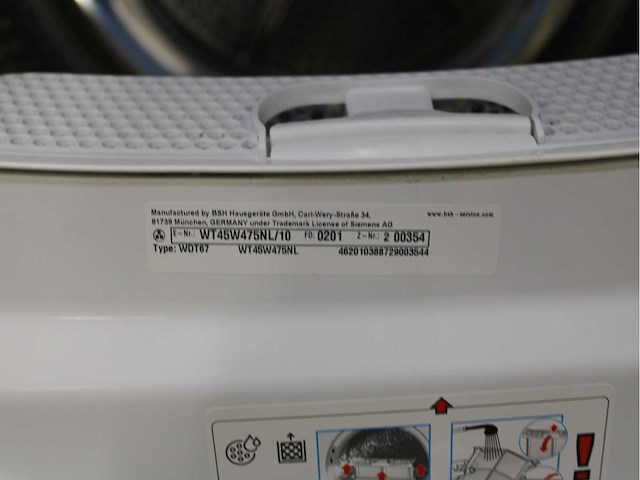 Manufactured by BSH Hausgeräte GmbH, Carl-Wery-Straße 34, www.bsh-service.com
81739 München, GERMANY under Trademark License of Siemens AG
E-Nr.: WT45W475NL/10 FD: 0201 Z-Nr.: 2 00354
Type: WDT67 WT45W475NL 462010388729003544